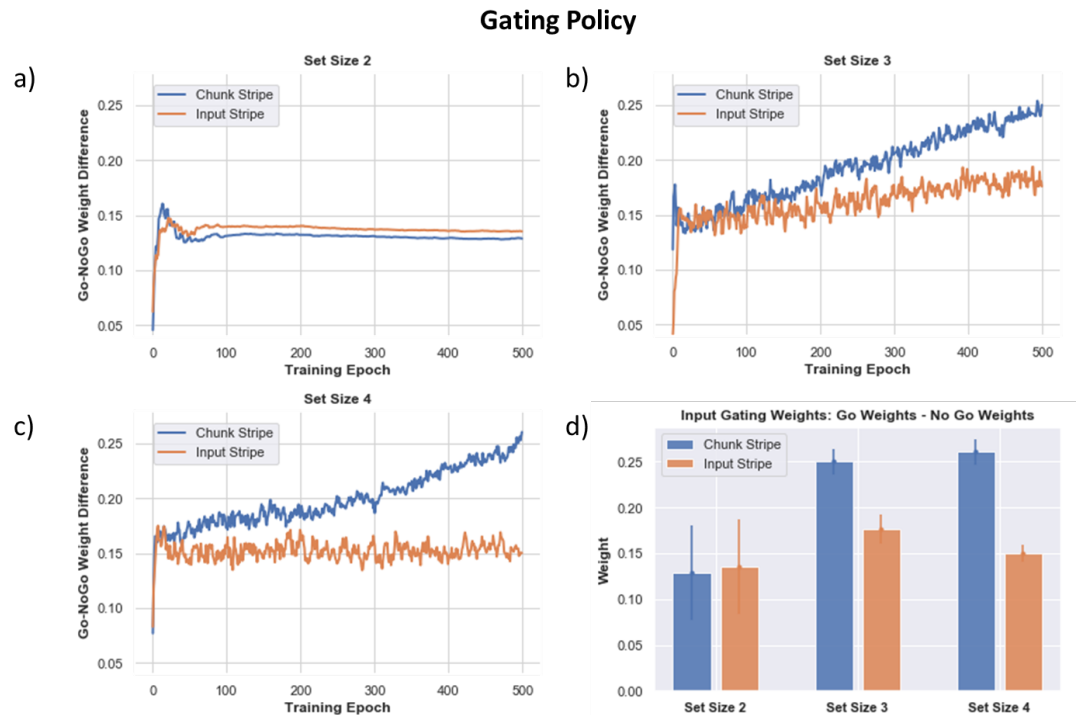 Gating Policy
a)
Set Size 2
Chunk Stripe
Input Stripe
Go-NoGo Weight Difference
0.25
0.20
0.15
0.10
0.05
0 100 200 300 400 500
Training Epoch
b)
Set Size 3
Chunk Stripe
Input Stripe
Go-NoGo Weight Difference
0.25
0.20
0.15
0.10
0.05
0 100 200 300 400 500
Training Epoch
c)
Set Size 4
Chunk Stripe
Input Stripe
Go-NoGo Weight Difference
0.25
0.20
0.15
0.10
0.05
0 100 200 300 400 500
Training Epoch
d)
Input Gating Weights: Go Weights - No Go Weights
Chunk Stripe
Input Stripe
Weight
0.25
0.20
0.15
0.10
0.05
0.00
Set Size 2 Set Size 3 Set Size 4